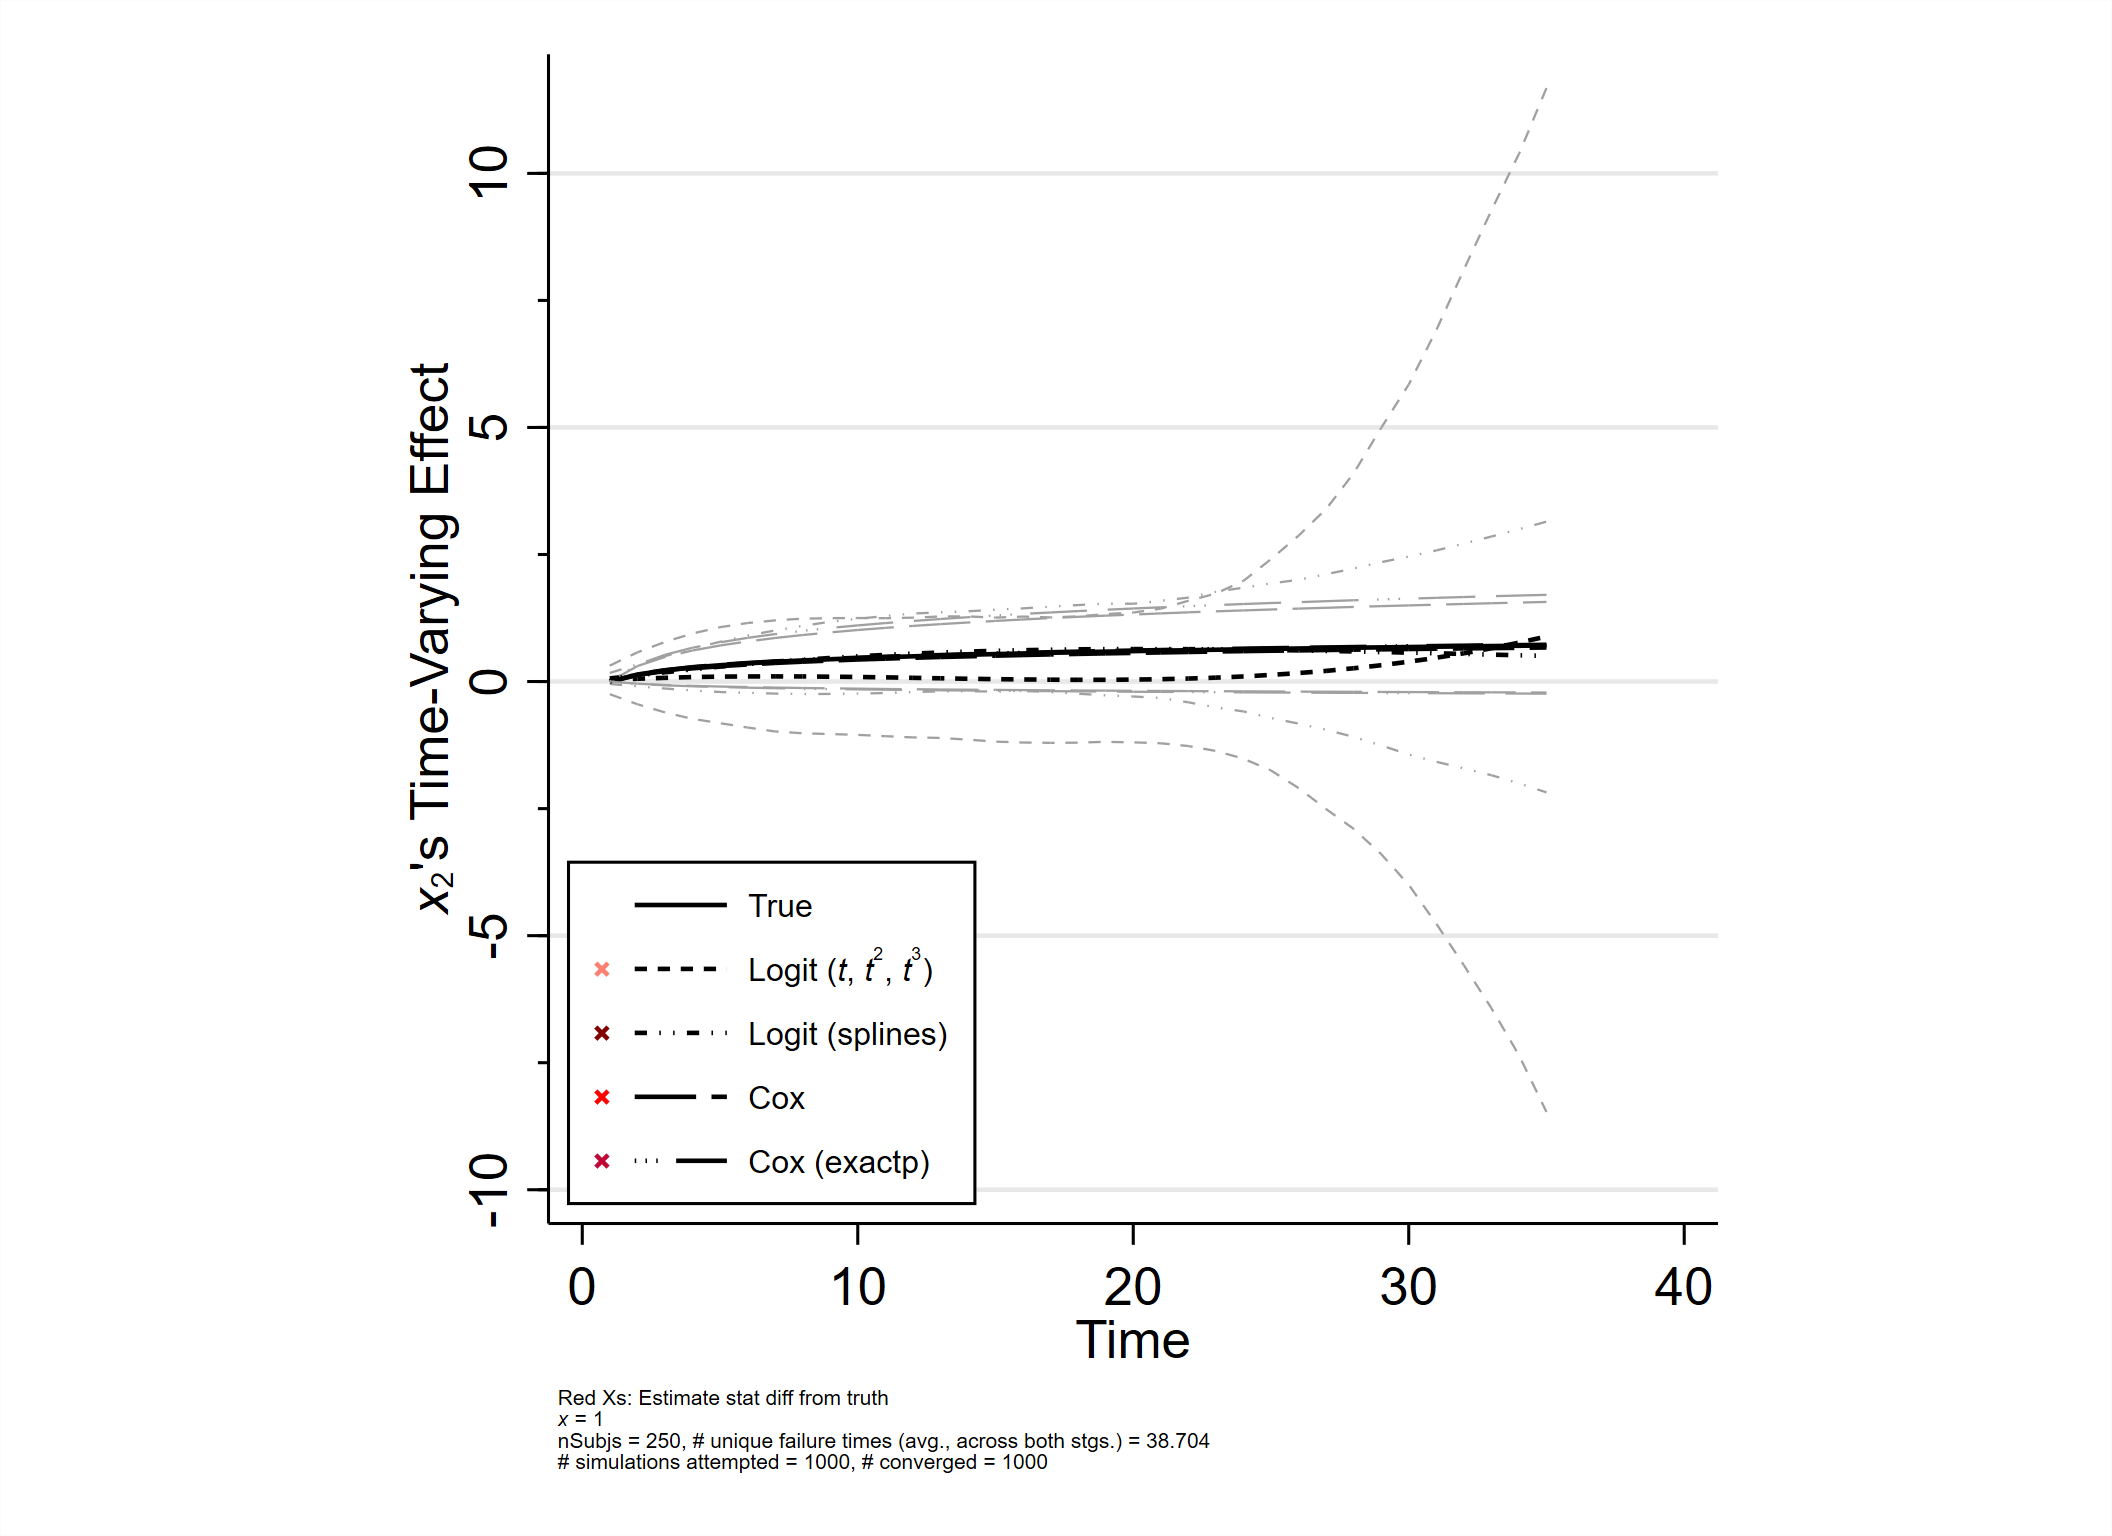 x₂'s Time-Varying Effect
10
5
0
-5
-10
True
Logit (t, t², t³)
Logit (splines)
Cox
Cox (exactp)
0 10 20 30 40
Time
Red Xs: Estimate stat diff from truth
x = 1
nSubjs = 250, # unique failure times (avg., across both stgs.) = 38.704
# simulations attempted = 1000, # converged = 1000